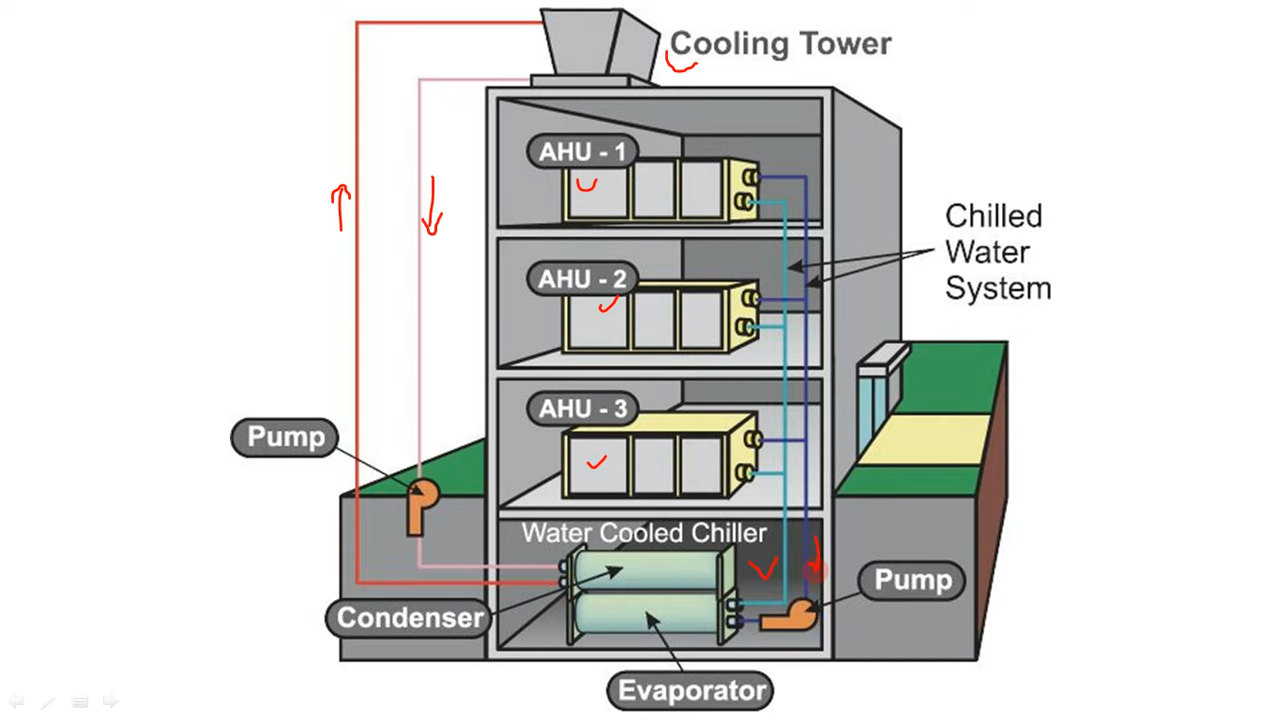 Cooling Tower
AHU - 1
Chilled
Water
System
AHU - 2
AHU - 3
Pump
Water Cooled Chiller
Pump
Condenser
Evaporator